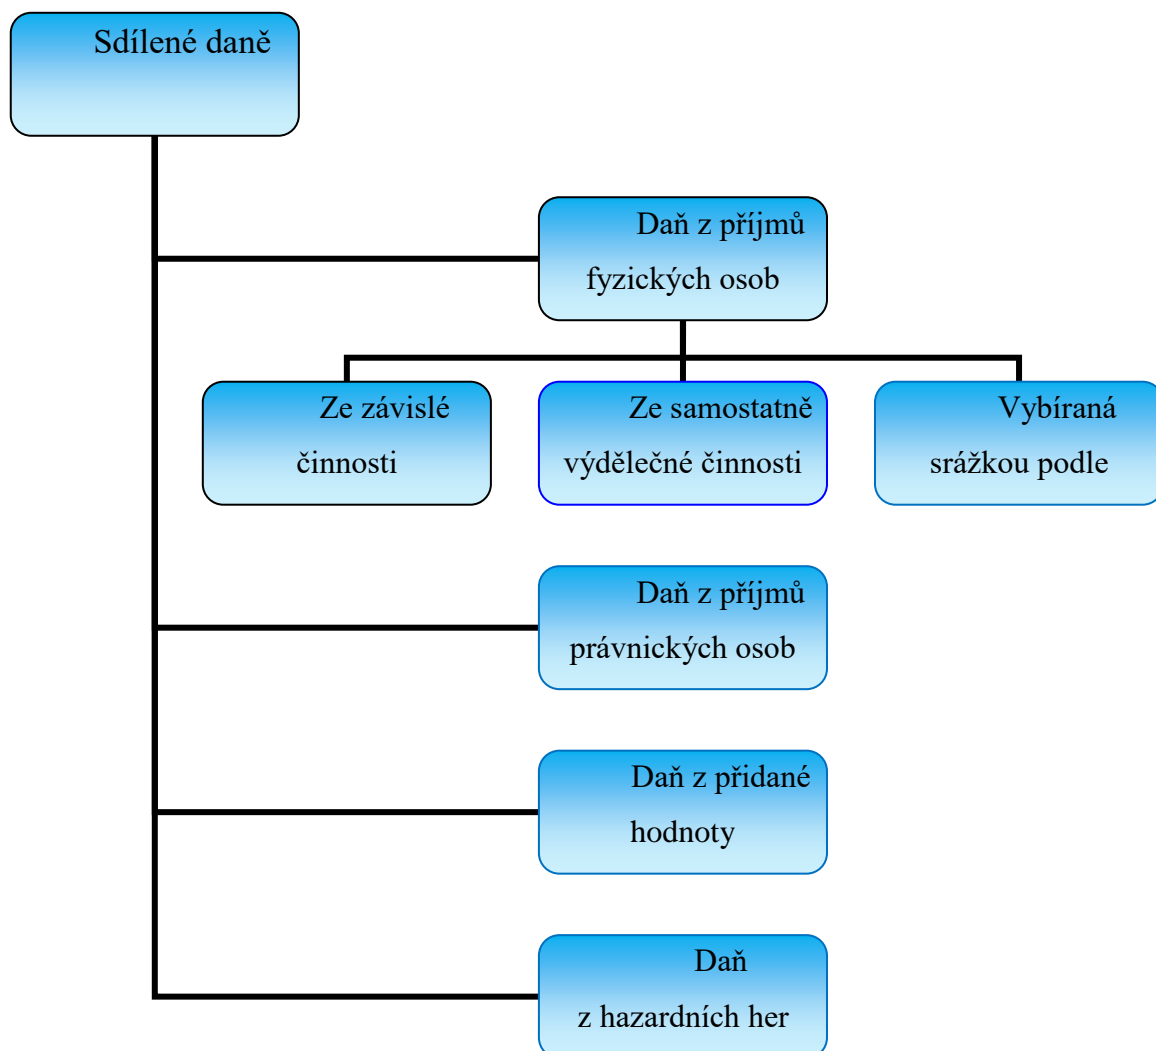 Sdílené daně
Daň z příjmů
fyzických osob
Ze závislé
činnosti
Ze samostatně
výdělečné činnosti
Vybíraná
srážkou podle
Daň z příjmů
právnických osob
Daň z přidané
hodnoty
Daň
z hazardních her